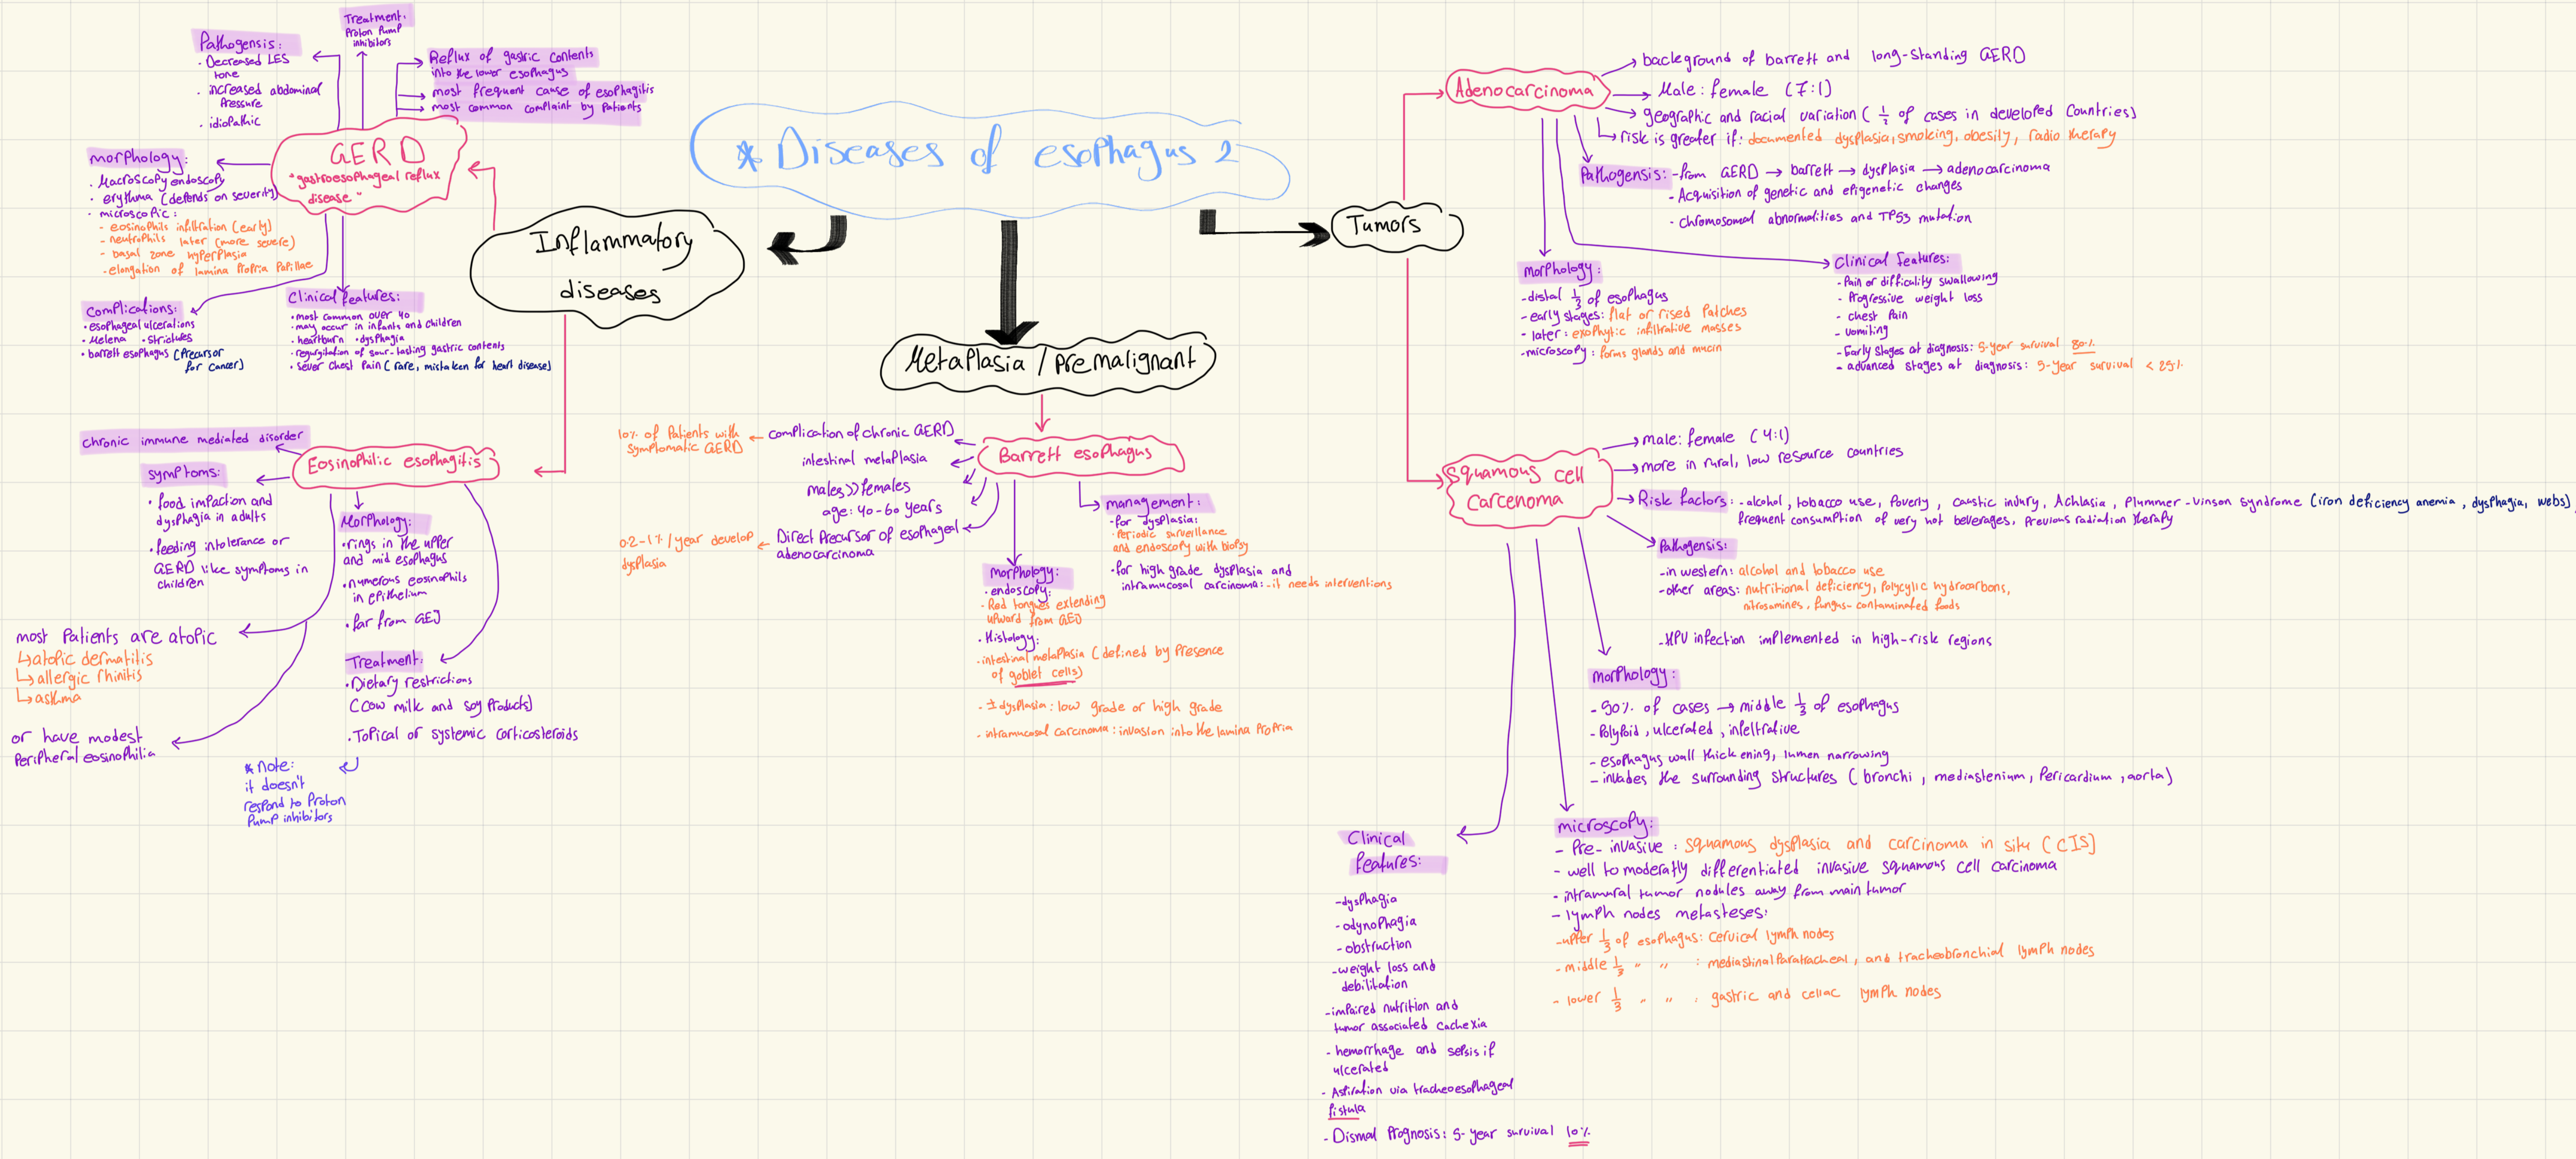 * Diseases of esophagus 2
Inflammatory
diseases
GERD
"gastroesophageal reflux
disease"
Pathogensis:
· Decreased LES
tone
· increased abdominal
Pressure
· idiopathic
Treatment:
Proton Pump
inhibitors
Reflux of gastric contents
into the lower esophagus
most frequent cause of esophagitis
most common complaint by Patients
morphology:
· Macroscopy endoscopy
· erythma (depends on severity)
· microscopic:
- eosinophils infiltration (early)
- neutrophils later (more severe)
- basal zone hyperplasia
- elongation of lamina Propria Papillae
Complications:
· esophageal ulcerations
· Melena · strictures
· barrett esophagus (Precursor
for cancer)
Clinical features:
· most common over 40
· may occur in infants and children
· heartburn · dysphagia
· regurgitation of sour-tasting gastric contents
· sever chest Pain (rare, mistaken for heart disease)
Eosinophilic esophagitis
chronic immune mediated disorder
symptoms:
· food impaction and
dysphagia in adults
· feeding intolerance or
GERD like symptoms in
children
Morphology:
· rings in the upper
and mid esophagus
· numerous eosinophils
in epithelium
· far from GEJ
most Patients are atopic
atopic dermatitis
allergic rhinitis
asthma
or have modest
Peripheral eosinophilia
Treatment:
· Dietary restrictions
(cow milk and soy Products)
· Topical or systemic corticosteroids
* note:
it doesn't
respond to Proton
Pump inhibitors
Metaplasia / Premalignant
Barrett esophagus
complication of chronic GERD
10% of Patients with
symptomatic GERD
intestinal metaplasia
males >> females
age: 40-60 years
Direct Precursor of esophageal
adenocarcinoma
0.2-1% / year develop
dysplasia
morphology:
· endoscopy:
- Red tongues extending
upward from GEJ
· Histology:
- intestinal metaplasia (defined by Presence
of goblet cells)
- ± dysplasia: low grade or high grade
- intramucosal carcinoma: invasion into the lamina Propria
management:
· for dysplasia:
· Periodic surveillance
and endoscopy with biopsy
· for high grade dysplasia and
intramucosal carcinoma: - it needs interventions
Tumors
Adenocarcinoma
background of barrett and long-standing GERD
Male: female (7:1)
geographic and racial variation ( 1/2 of cases in developed Countries)
risk is greater if: documented dysplasia, smoking, obesity, radio therapy
Pathogensis: - from GERD → barrett → dysplasia → adenocarcinoma
- Acquisition of genetic and epigenetic changes
- Chromosomal abnormalities and TP53 mutation
morphology:
- distal 1/3 of esophagus
- early stages: flat or rised Patches
- later: exophytic infiltrative masses
- microscopy: forms glands and mucin
Clinical features:
- Pain or difficulity swallowing
- Progressive weight loss
- chest Pain
- vomiting
- Early stages at diagnosis: 5-year survival 80%
- advanced stages at diagnosis: 5-year survival < 25%
Squamous cell
carcenoma
male: female (4:1)
more in rural, low resource countries
Risk factors: - alcohol, tobacco use, Poverty, caustic injury, Achlasia, Plummer-Vinson syndrome (iron deficiency anemia, dysphagia, webs)
frequent consumption of very hot beverages, Previous radiation therapy
Pathogensis:
- in western: alcohol and tobacco use
- other areas: nutritional deficiency, Polycylic hydrocarbons,
nitrosamines, fungus-contaminated foods
- HPV infection implemented in high-risk regions
morphology:
- 50% of cases → middle 1/3 of esophagus
- Polypoid, ulcerated, infeltrative
- esophagus wall thickening, lumen narrowing
- invades the surrounding structures (bronchi, mediastenium, Pericardium, aorta)
microscopy:
- Pre-invasive: squamous dysplasia and carcinoma in situ (CIS)
- well to moderatly differentiated invasive squamous cell carcinoma
- intramural tumor nodules away from main tumor
- lymph nodes metasteses:
- upper 1/3 of esophagus: cervical lymph nodes
- middle 1/3 " " : mediastinal Paratracheal, and tracheobronchial lymph nodes
- lower 1/3 " " : gastric and celiac lymph nodes
Clinical
features:
- dysphagia
- odynophagia
- obstruction
- weight loss and
debilitation
- impaired nutrition and
tumor associated cachexia
- hemorrhage and sepsis if
ulcerated
- Aspiration via tracheoesophageal
fistula
- Dismal Prognosis: 5-year survival 10%